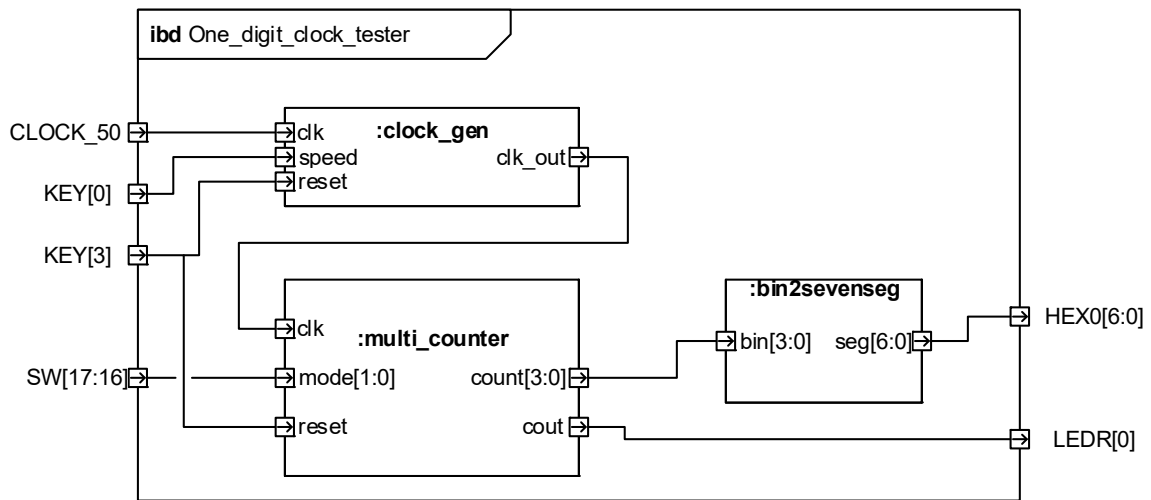 ibd One_digit_clock_tester
CLOCK_50
KEY[0]
KEY[3]
SW[17:16]
:clock_gen
clk
speed
reset
clk_out
:multi_counter
clk
mode[1:0]
reset
count[3:0]
cout
:bin2sevenseg
bin[3:0]
seg[6:0]
HEX0[6:0]
LEDR[0]